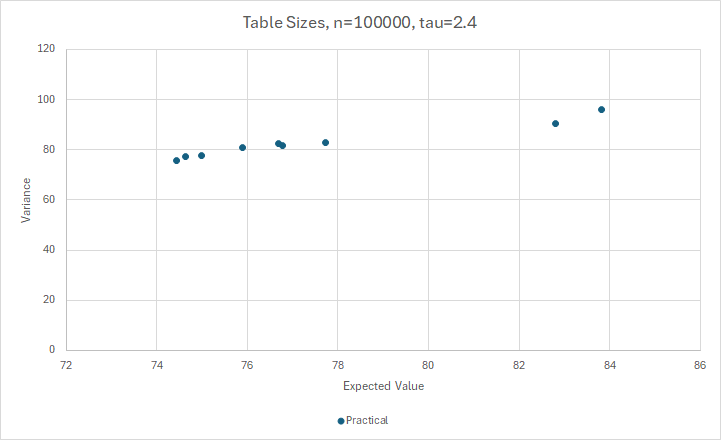 Table Sizes, n=100000, tau=2.4
120
100
80
60
40
20
0
Variance
72 74 76 78 80 82 84 86
Expected Value
Practical